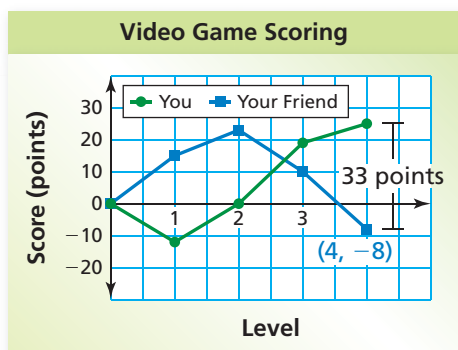 Video Game Scoring
You Your Friend
Score (points)
30
20
10
0
−10
−20
1 2 3
33 points
(4, −8)
Level